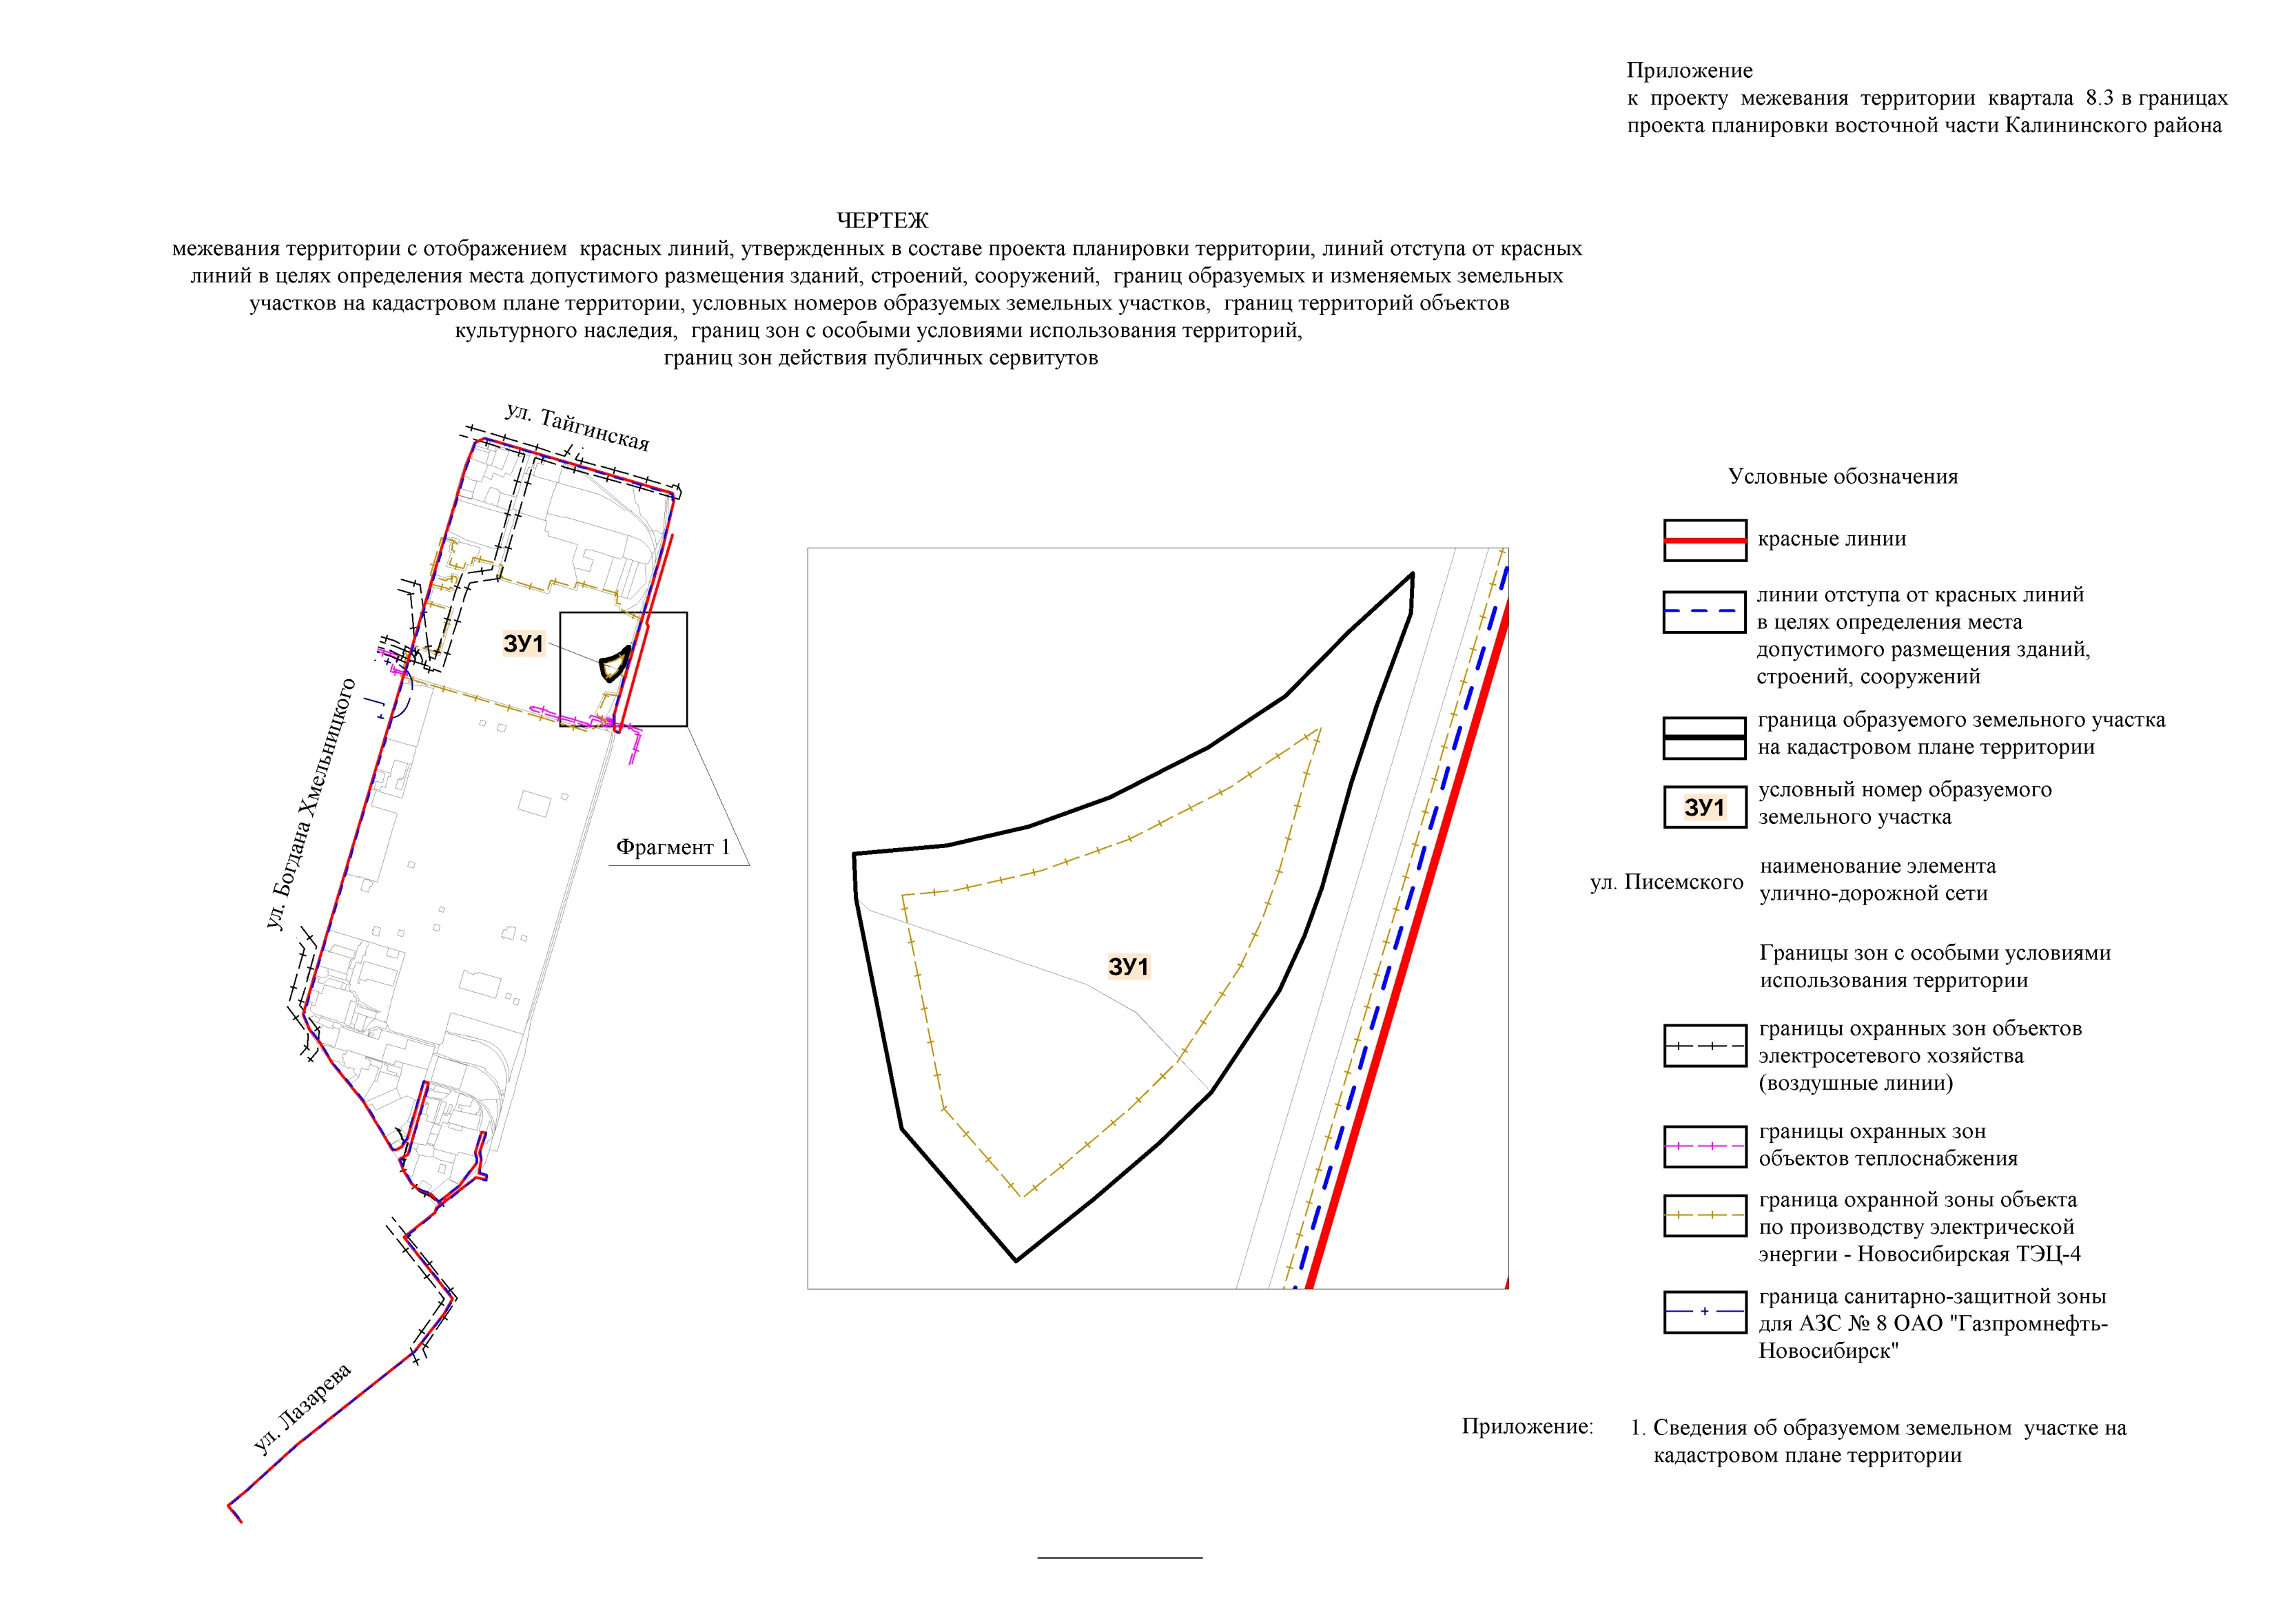 Приложение
к проекту межевания территории квартала 8.3 в границах
проекта планировки восточной части Калининского района
ЧЕРТЕЖ
межевания территории с отображением красных линий, утвержденных в составе проекта планировки территории, линий отступа от красных
линий в целях определения места допустимого размещения зданий, строений, сооружений, границ образуемых и изменяемых земельных
участков на кадастровом плане территории, условных номеров образуемых земельных участков, границ территорий объектов
культурного наследия, границ зон с особыми условиями использования территорий,
границ зон действия публичных сервитутов
ул. Тайгинская
ЗУ1
ул. Богдана Хмельницкого
Фрагмент 1
ул. Лазарева
ЗУ1
Условные обозначения
красные линии
линии отступа от красных линий
в целях определения места
допустимого размещения зданий,
строений, сооружений
граница образуемого земельного участка
на кадастровом плане территории
ЗУ1
условный номер образуемого
земельного участка
ул. Писемского
наименование элемента
улично-дорожной сети
Границы зон с особыми условиями
использования территории
границы охранных зон объектов
электросетевого хозяйства
(воздушные линии)
границы охранных зон
объектов теплоснабжения
граница охранной зоны объекта
по производству электрической
энергии - Новосибирская ТЭЦ-4
граница санитарно-защитной зоны
для АЗС № 8 ОАО "Газпромнефть-
Новосибирск"
Приложение: 1. Сведения об образуемом земельном участке на
кадастровом плане территории